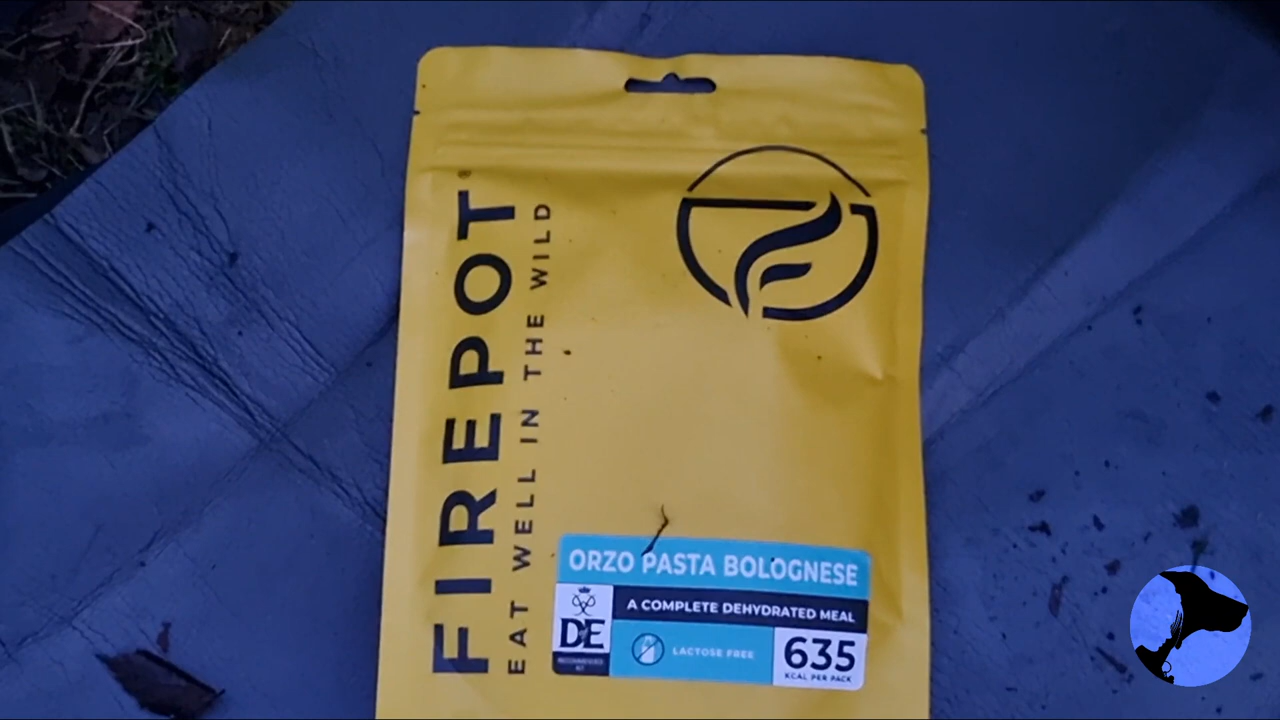 FIREPOT®
EAT WELL IN THE WILD
ORZO PASTA BOLOGNESE
A COMPLETE DEHYDRATED MEAL
DE
RECOMMENDED
KIT
LACTOSE FREE
635
KCAL PER PACK